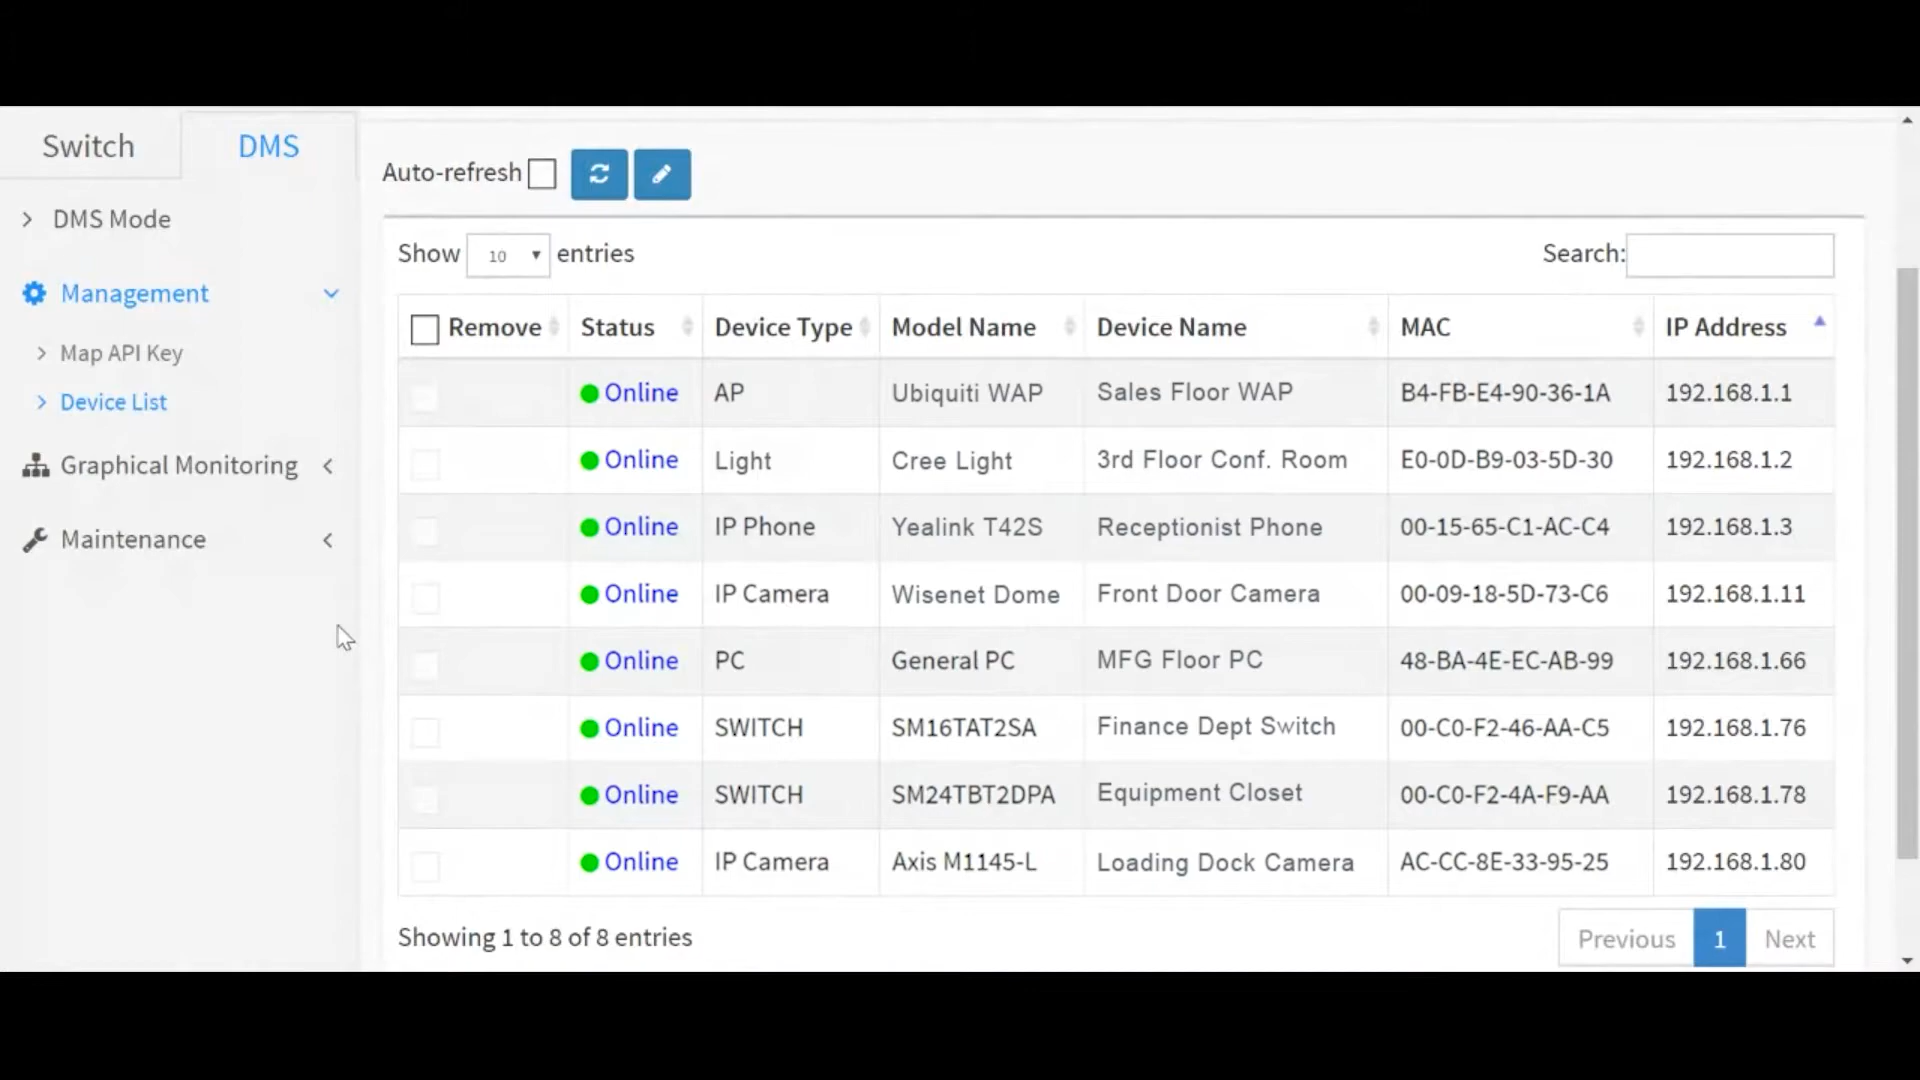 Switch DMS
DMS Mode
Management
Map API Key
Device List
Graphical Monitoring
Maintenance
Auto-refresh
Show 10 entries Search:
Remove Status Device Type Model Name Device Name MAC IP Address
Online AP Ubiquiti WAP Sales Floor WAP B4-FB-E4-90-36-1A 192.168.1.1
Online Light Cree Light 3rd Floor Conf. Room E0-0D-B9-03-5D-30 192.168.1.2
Online IP Phone Yealink T42S Receptionist Phone 00-15-65-C1-AC-C4 192.168.1.3
Online IP Camera Wisenet Dome Front Door Camera 00-09-18-5D-73-C6 192.168.1.11
Online PC General PC MFG Floor PC 48-BA-4E-EC-AB-99 192.168.1.66
Online SWITCH SM16TAT2SA Finance Dept Switch 00-C0-F2-46-AA-C5 192.168.1.76
Online SWITCH SM24TBT2DPA Equipment Closet 00-C0-F2-4A-F9-AA 192.168.1.78
Online IP Camera Axis M1145-L Loading Dock Camera AC-CC-8E-33-95-25 192.168.1.80
Showing 1 to 8 of 8 entries Previous 1 Next